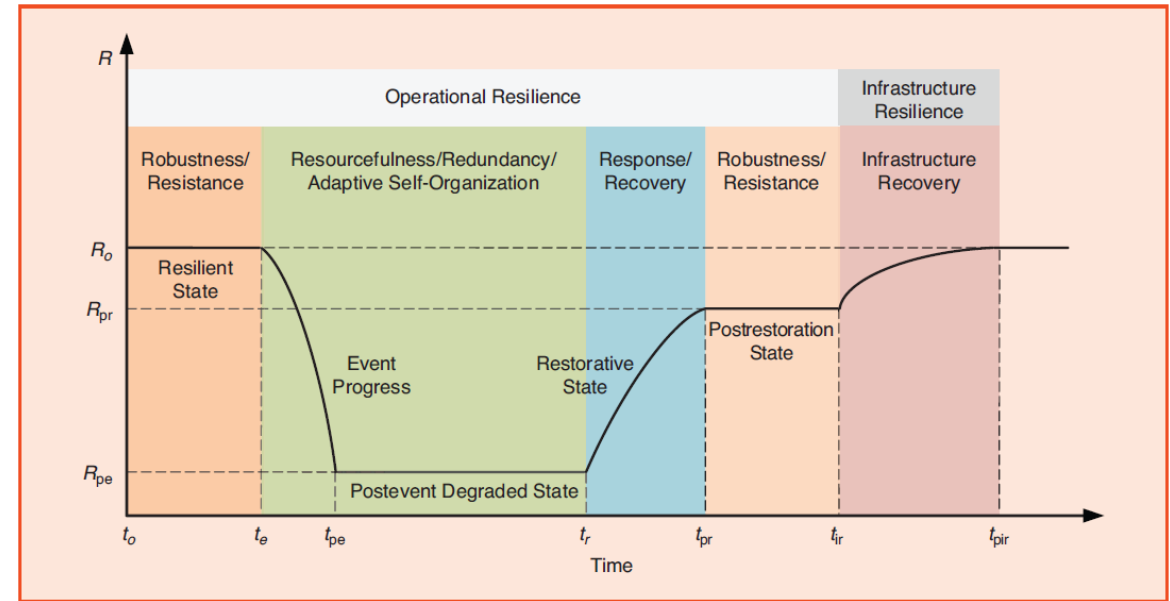 R
Operational Resilience
Infrastructure
Resilience
Robustness/
Resistance
Resourcefulness/Redundancy/
Adaptive Self-Organization
Response/
Recovery
Robustness/
Resistance
Infrastructure
Recovery
Ro
Resilient
State
Rpr
Postrestoration
State
Event
Progress
Restorative
State
Rpe
Postevent Degraded State
to te tpe tr tpr tir tpir
Time